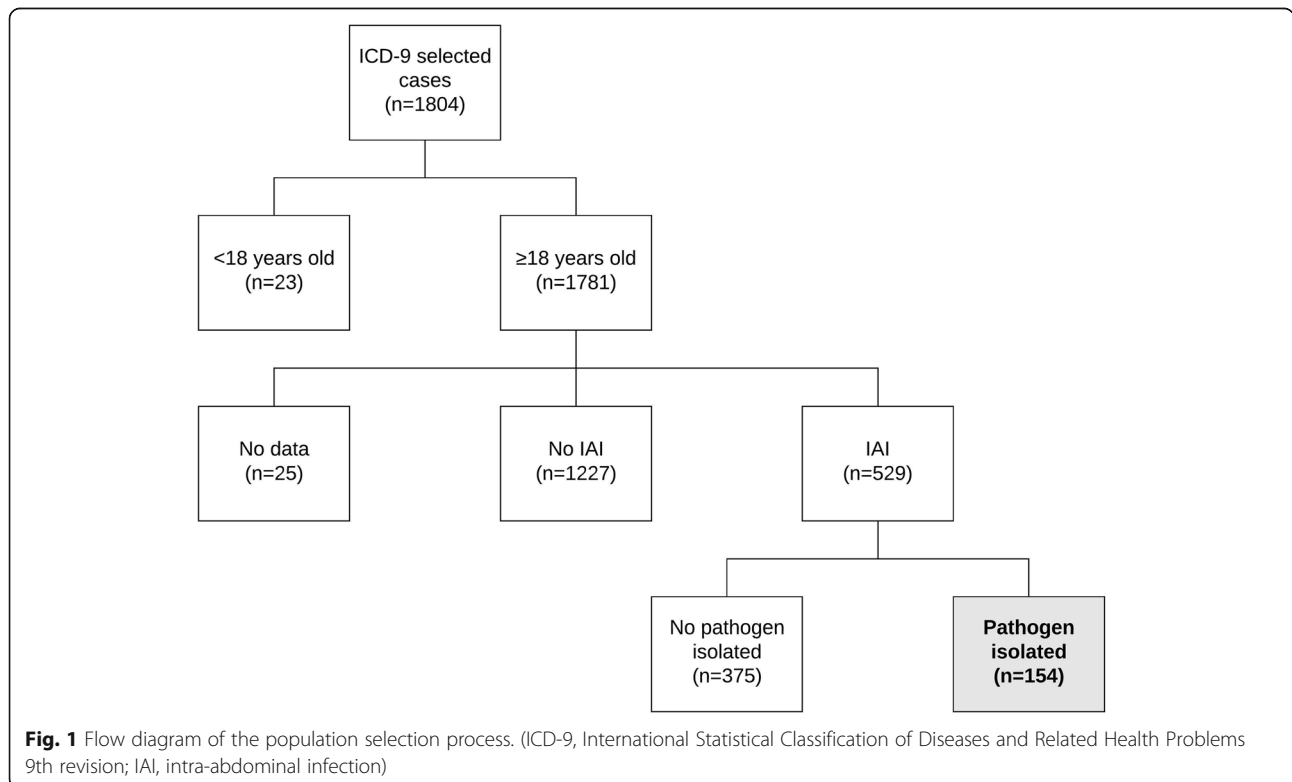 ICD-9 selected
cases
(n=1804)
<18 years old
(n=23)
≥18 years old
(n=1781)
No data
(n=25)
No IAI
(n=1227)
IAI
(n=529)
No pathogen
isolated
(n=375)
Pathogen
isolated
(n=154)
Fig. 1 Flow diagram of the population selection process. (ICD-9, International Statistical Classification of Diseases and Related Health Problems
9th revision; IAI, intra-abdominal infection)